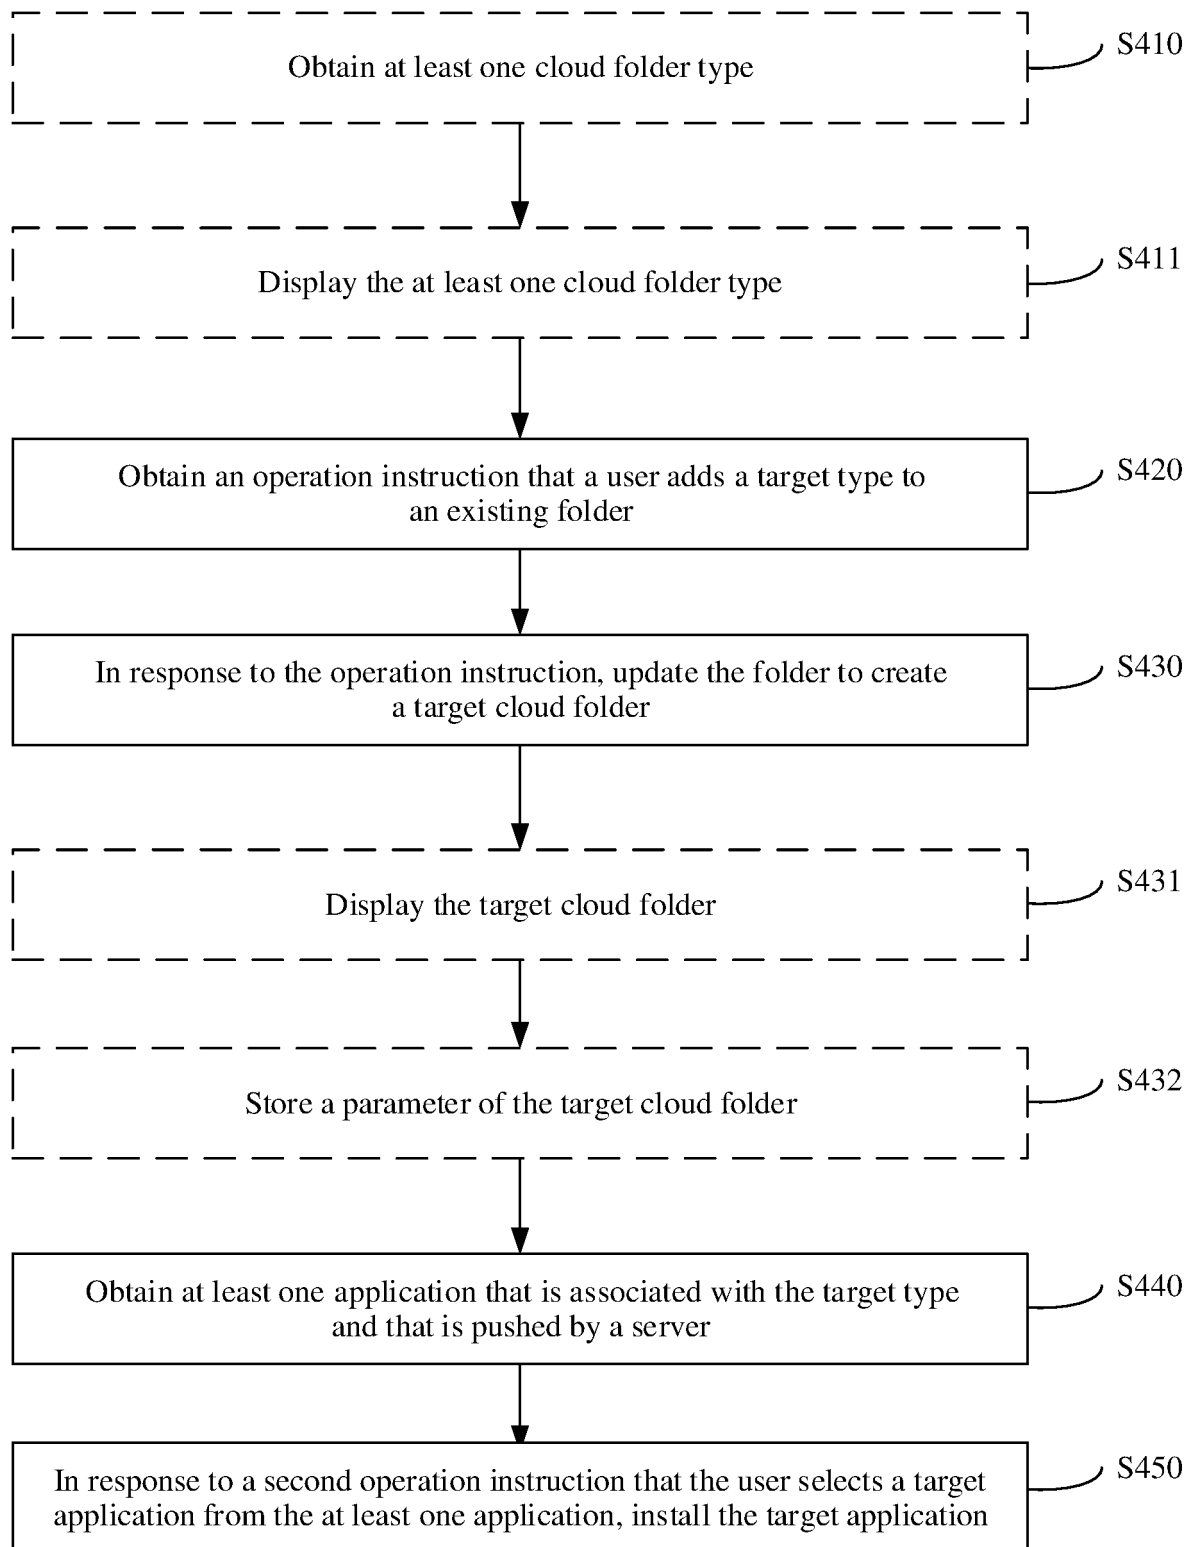 Obtain at least one cloud folder type
S410
Display the at least one cloud folder type
S411
Obtain an operation instruction that a user adds a target type to
an existing folder
S420
In response to the operation instruction, update the folder to create
a target cloud folder
S430
Display the target cloud folder
S431
Store a parameter of the target cloud folder
S432
Obtain at least one application that is associated with the target type
and that is pushed by a server
S440
In response to a second operation instruction that the user selects a target
application from the at least one application, install the target application
S450